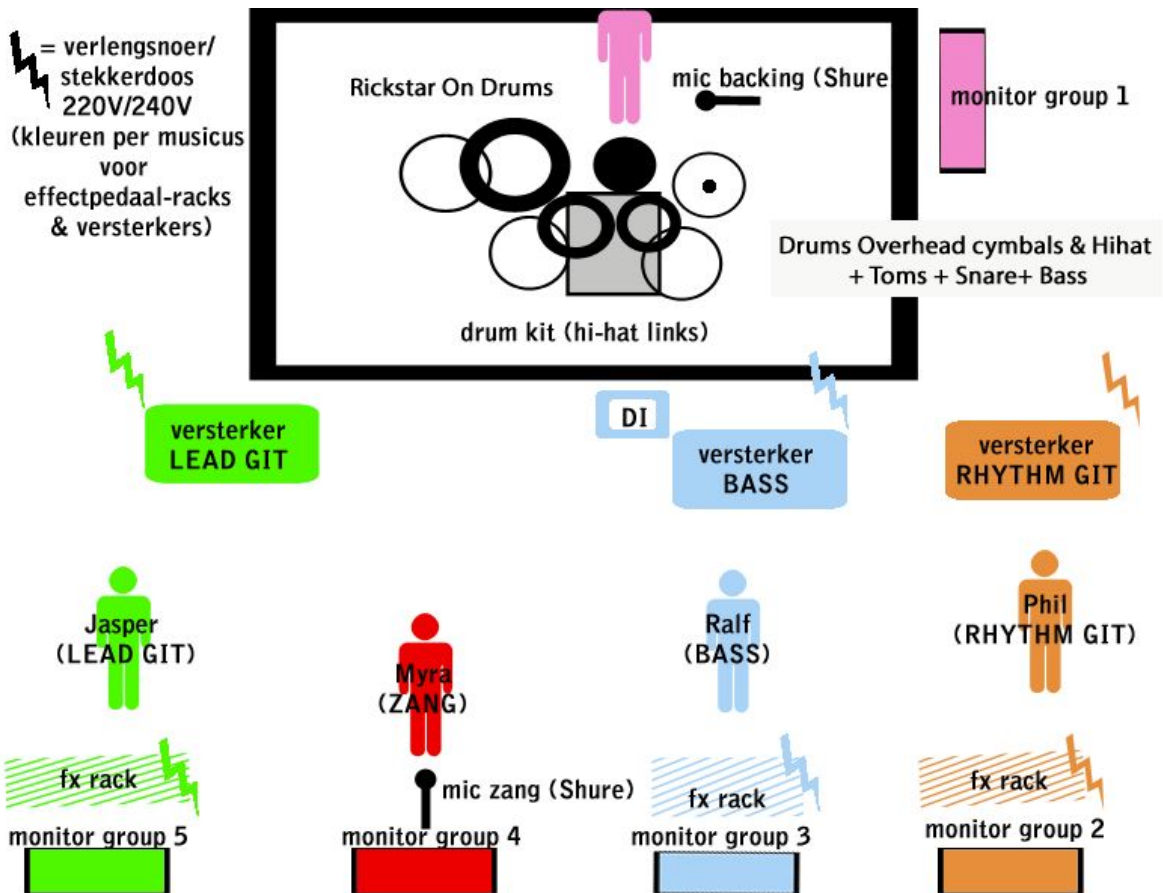 = verlengsnoer/
stekkerdoos
220V/240V
(kleuren per musicus
voor
effectpedaal-racks
& versterkers)
Rickstar On Drums
mic backing (Shure
monitor group 1
Drums Overhead cymbals & Hihat
+ Toms + Snare+ Bass
drum kit (hi-hat links)
versterker
LEAD GIT
DI
versterker
BASS
versterker
RHYTHM GIT
Jasper
(LEAD GIT)
Myra
(ZANG)
Ralf
(BASS)
Phil
(RHYTHM GIT)
fx rack
mic zang (Shure)
fx rack
fx rack
monitor group 5
monitor group 4
monitor group 3
monitor group 2